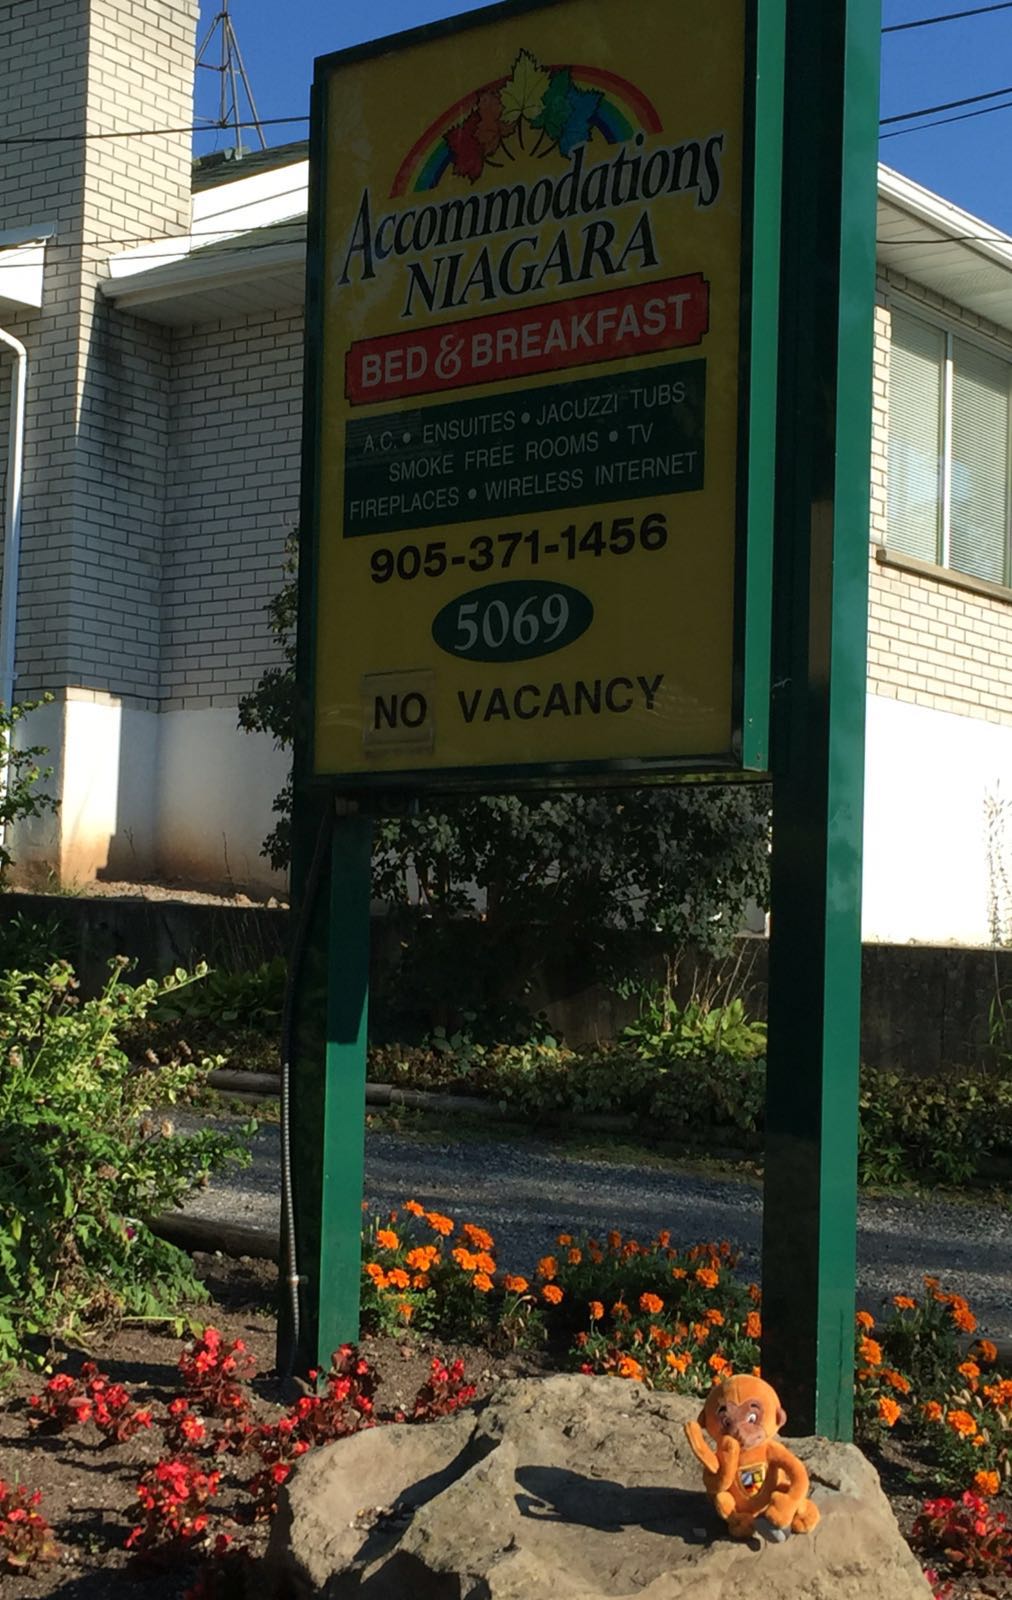 Accommodations
NIAGARA
BED & BREAKFAST
A.C. • ENSUITES • JACUZZI TUBS
SMOKE FREE ROOMS • TV
FIREPLACES • WIRELESS INTERNET
905-371-1456
5069
NO VACANCY